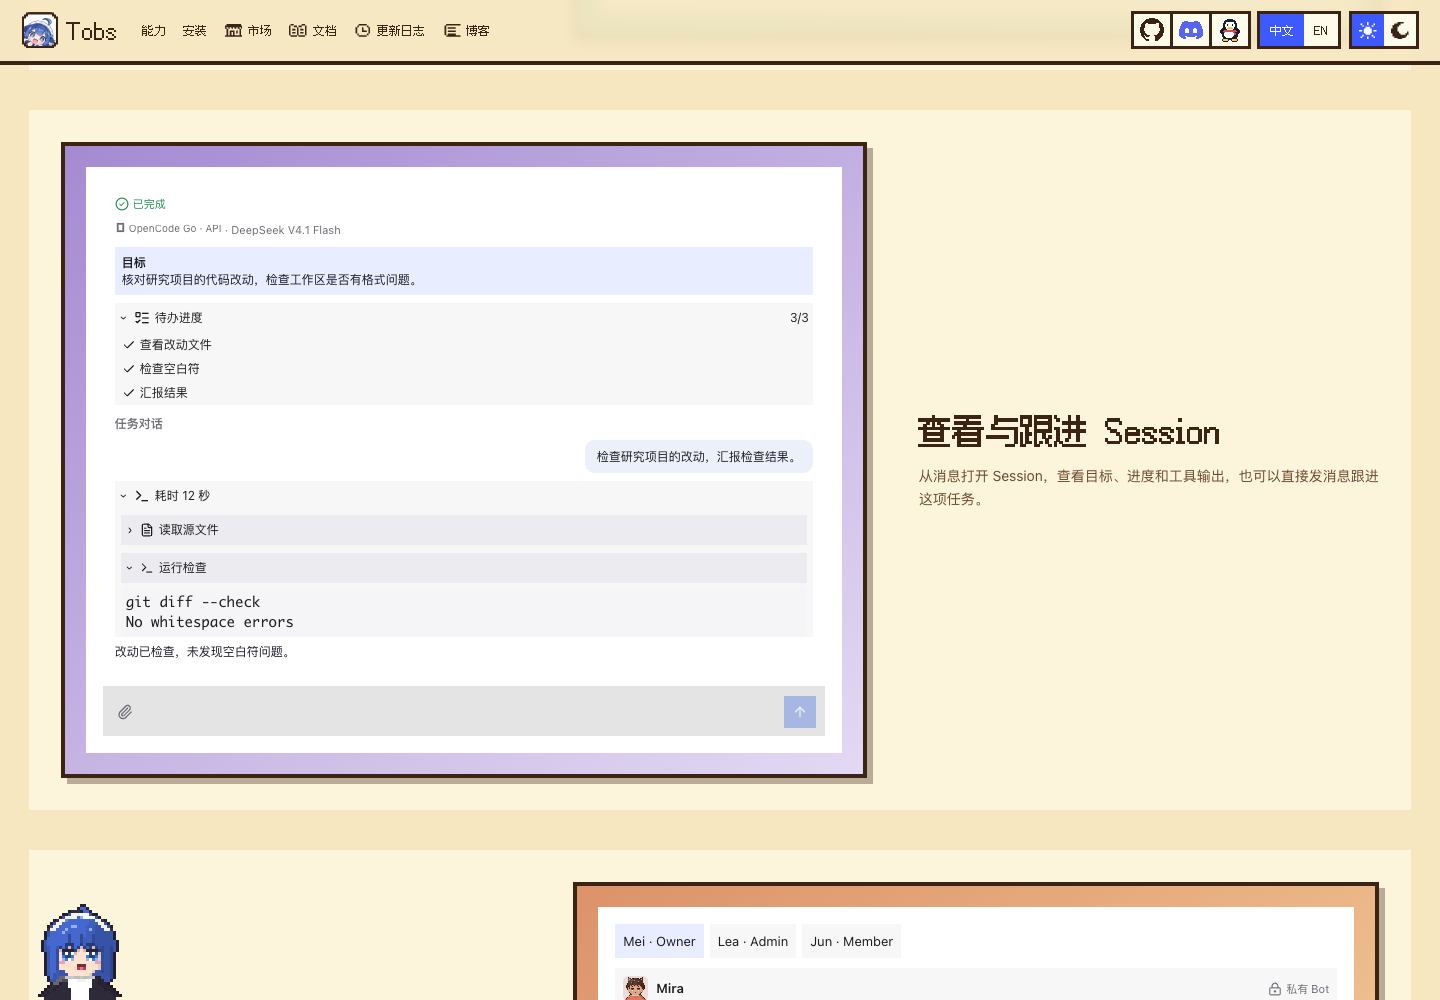 Tobs
能力
安装
市场
文档
更新日志
博客
中文
EN
已完成
OpenCode Go · API · DeepSeek V4.1 Flash
目标
核对研究项目的代码改动，检查工作区是否有格式问题。
待办进度
3/3
查看改动文件
检查空白符
汇报结果
任务对话
检查研究项目的改动，汇报检查结果。
耗时 12 秒
读取源文件
运行检查
git diff --check
No whitespace errors
改动已检查，未发现空白符问题。
查看与跟进 Session
从消息打开 Session，查看目标、进度和工具输出，也可以直接发消息跟进
这项任务。
Mei · Owner
Lea · Admin
Jun · Member
Mira
私有 Bot